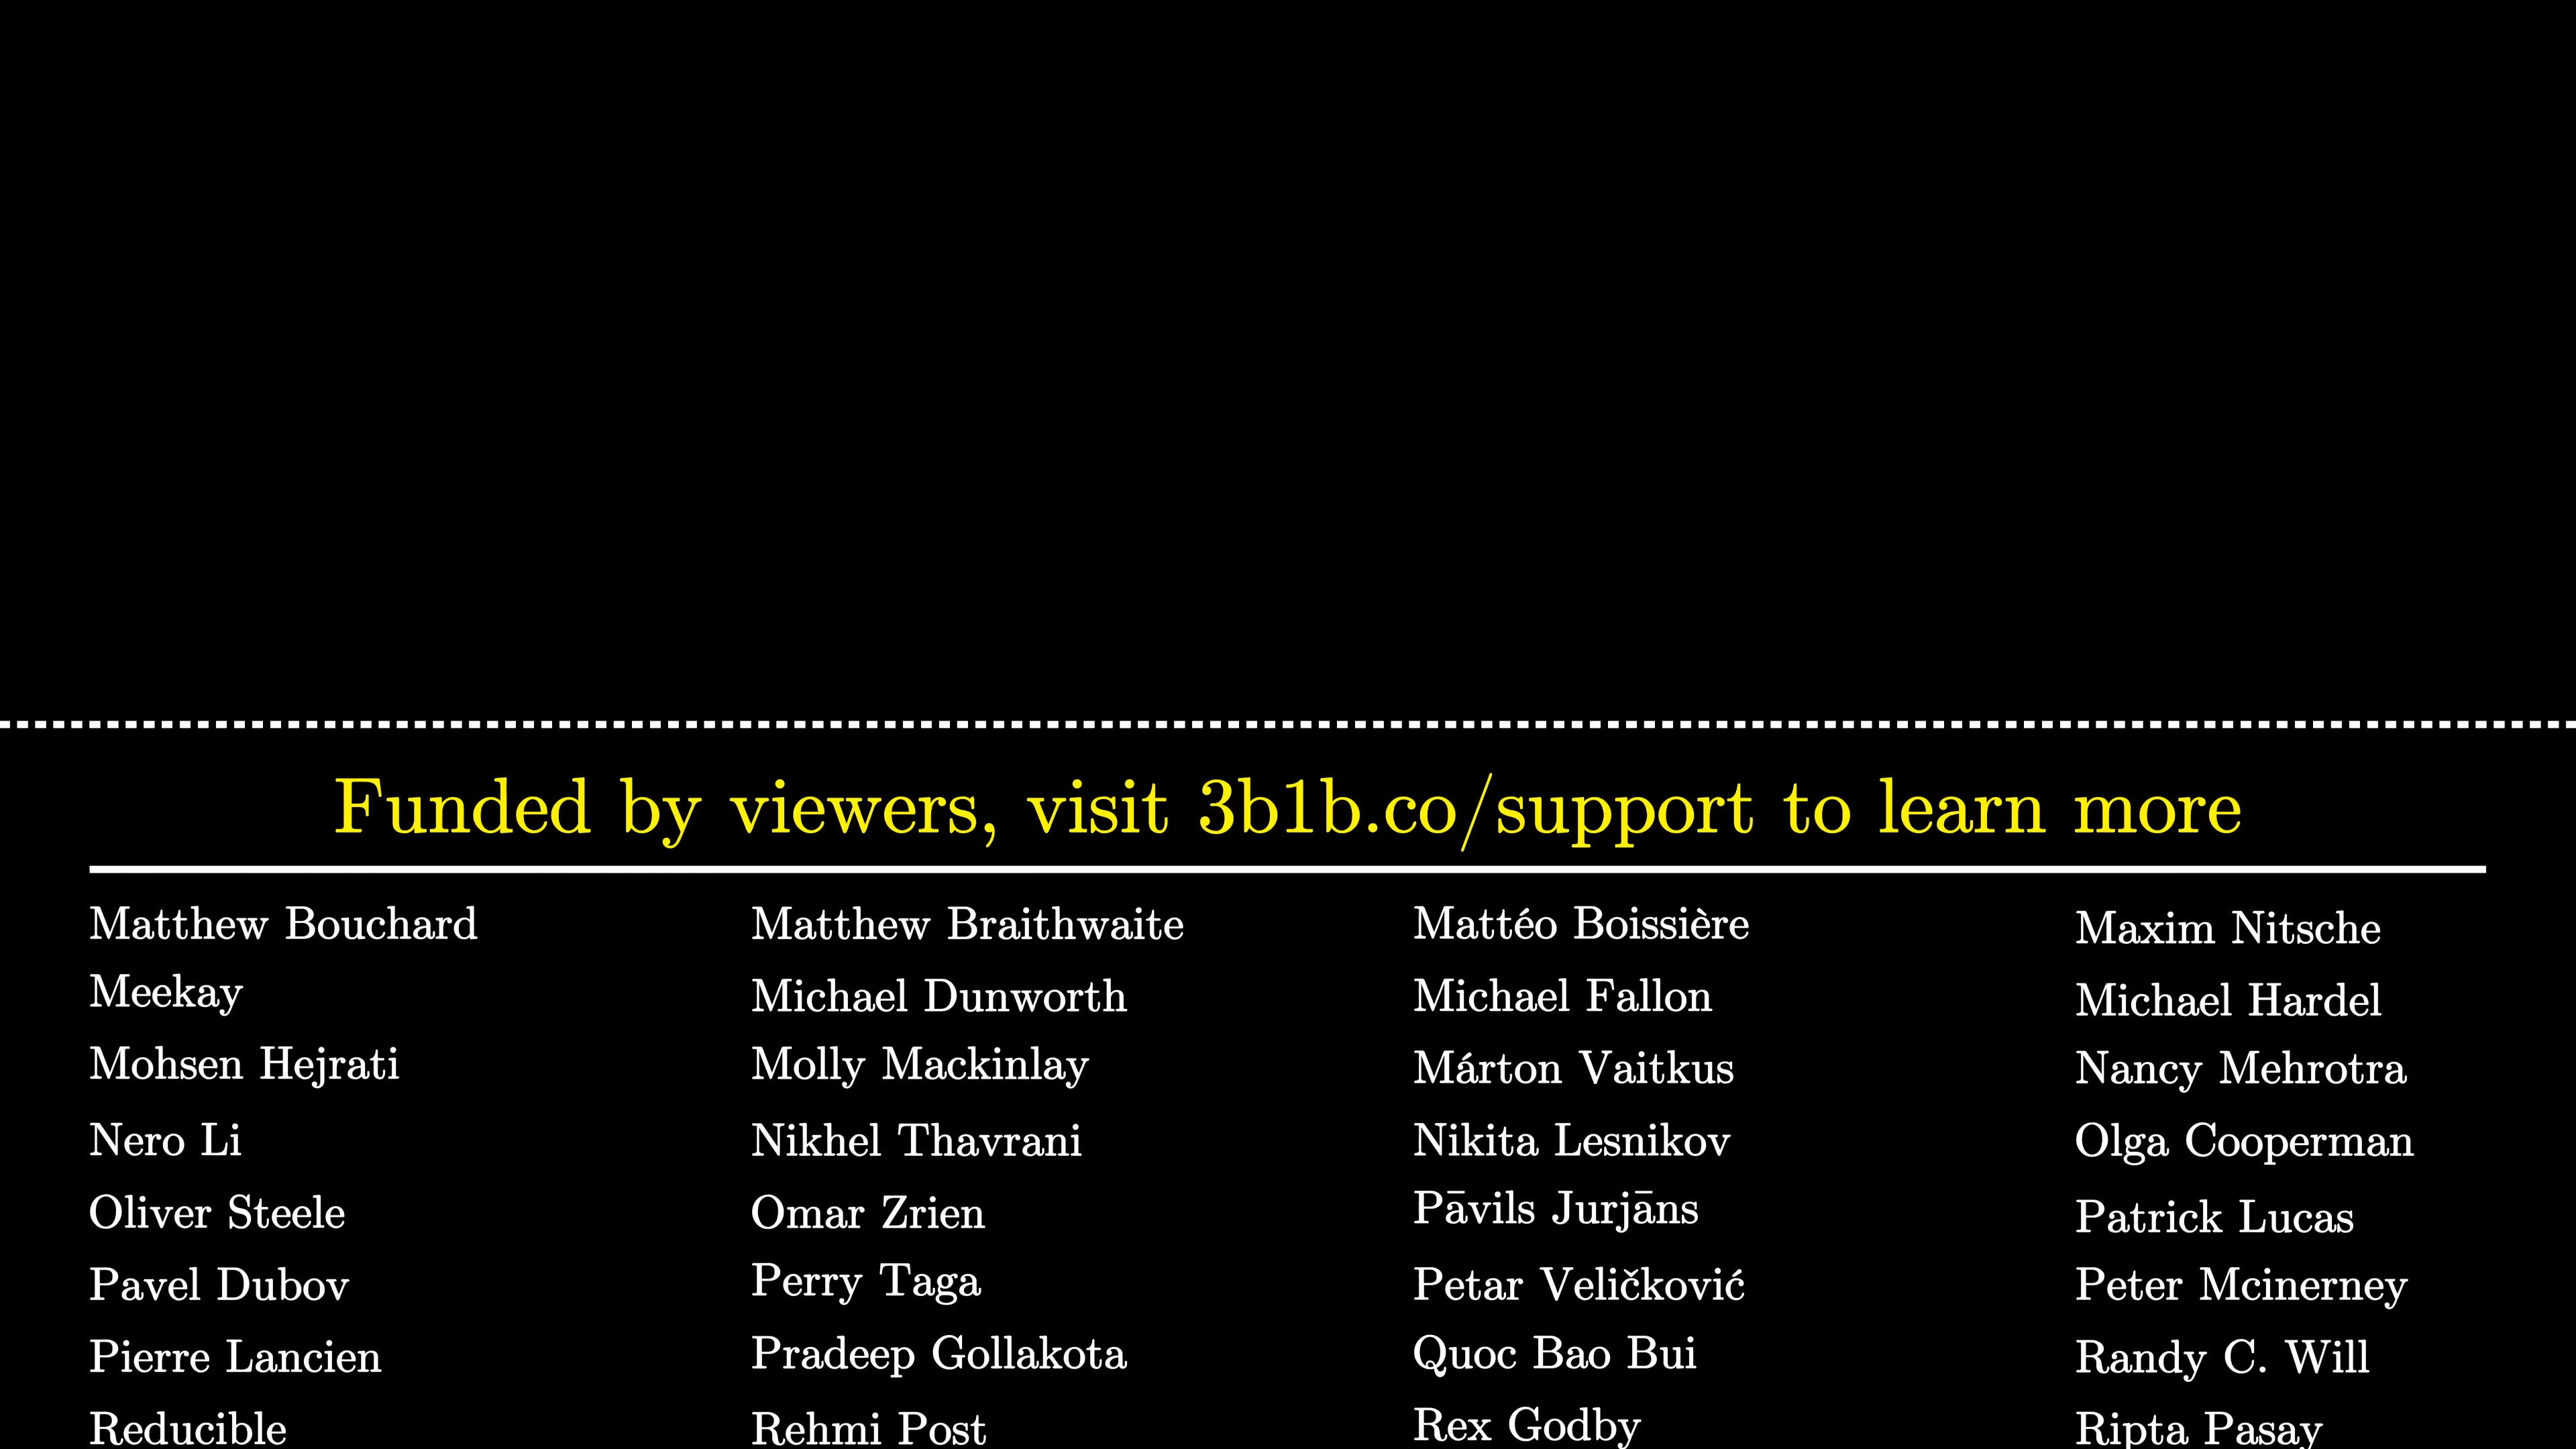 Funded by viewers, visit 3b1b.co/support to learn more
Matthew Bouchard Matthew Braithwaite Mattéo Boissière Maxim Nitsche
Meekay Michael Dunworth Michael Fallon Michael Hardel
Mohsen Hejrati Molly Mackinlay Márton Vaitkus Nancy Mehrotra
Nero Li Nikhel Thavrani Nikita Lesnikov Olga Cooperman
Oliver Steele Omar Zrien Pāvils Jurjāns Patrick Lucas
Pavel Dubov Perry Taga Petar Veličković Peter Mcinerney
Pierre Lancien Pradeep Gollakota Quoc Bao Bui Randy C. Will
Reducible Rehmi Post Rex Godby Ripta Pasay